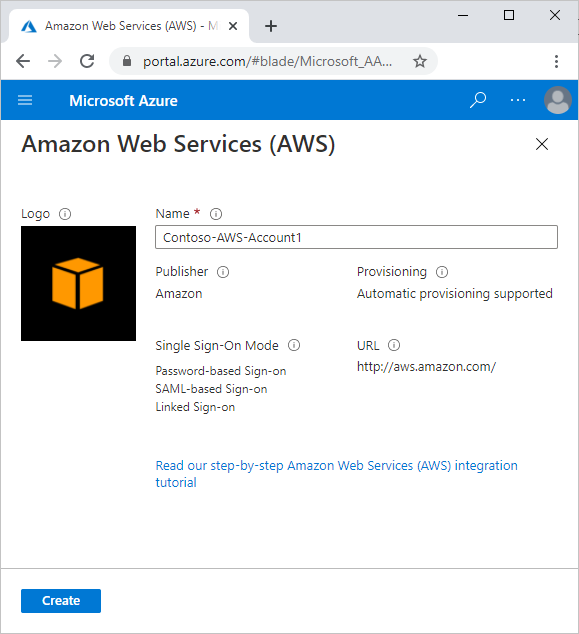 Amazon Web Services (AWS) - M
portal.azure.com/#blade/Microsoft_AA...
Microsoft Azure
Amazon Web Services (AWS)
Logo
Name *
Contoso-AWS-Account1
Publisher
Provisioning
Amazon
Automatic provisioning supported
Single Sign-On Mode
URL
Password-based Sign-on
http://aws.amazon.com/
SAML-based Sign-on
Linked Sign-on
Read our step-by-step Amazon Web Services (AWS) integration
tutorial
Create